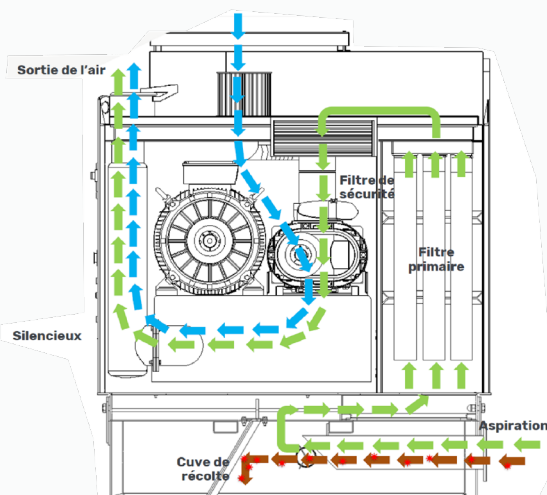 Sortie de l'air
Filtre de
sécurité
Filtre
primaire
Silencieux
Aspiration
Cuve de
récolte